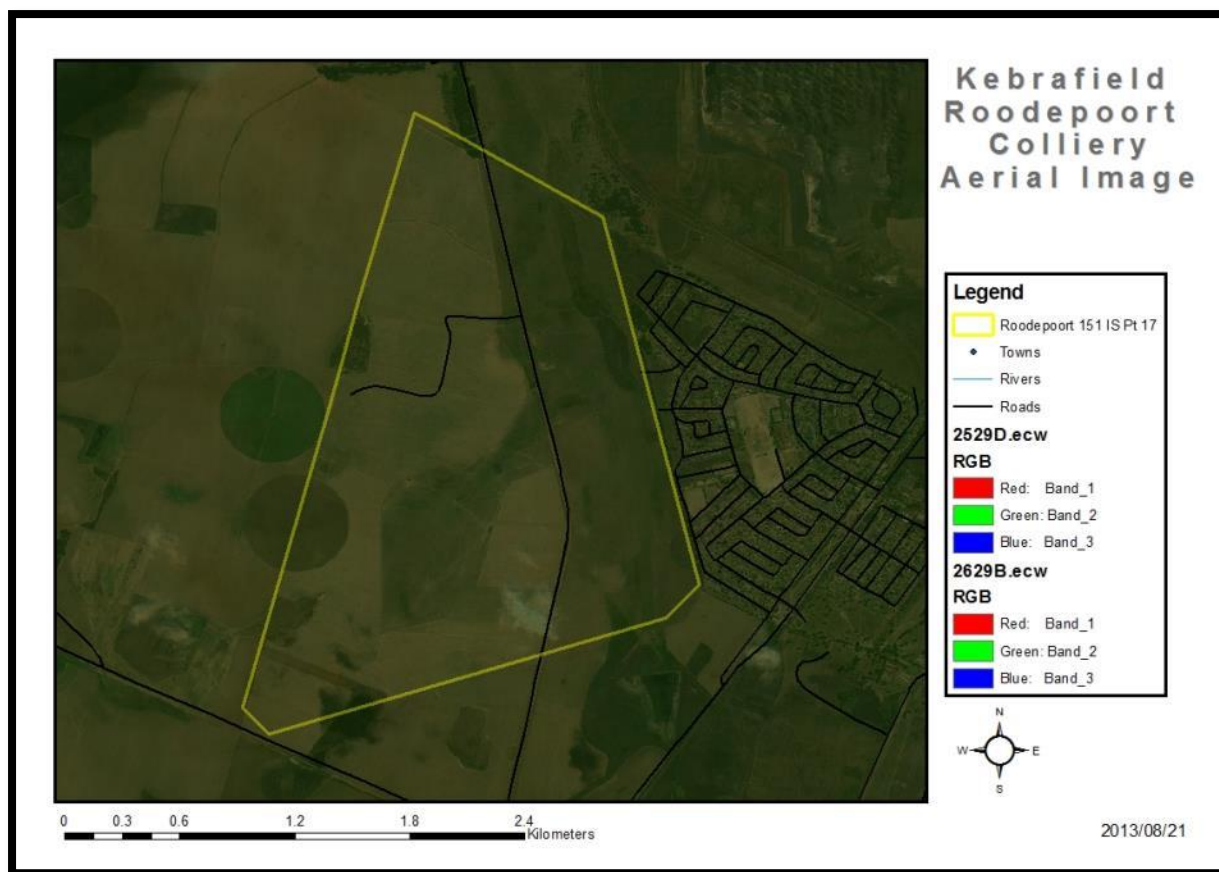 Kebrafield
Roodepoort
Colliery
Aerial Image
Legend
Roodepoort 151 IS Pt 17
Towns
Rivers
Roads
2529D.ecw
RGB
Red: Band_1
Green: Band_2
Blue: Band_3
2629B.ecw
RGB
Red: Band_1
Green: Band_2
Blue: Band_3
N
W E
S
0 0.3 0.6 1.2 1.8 2.4
Kilometers
2013/08/21